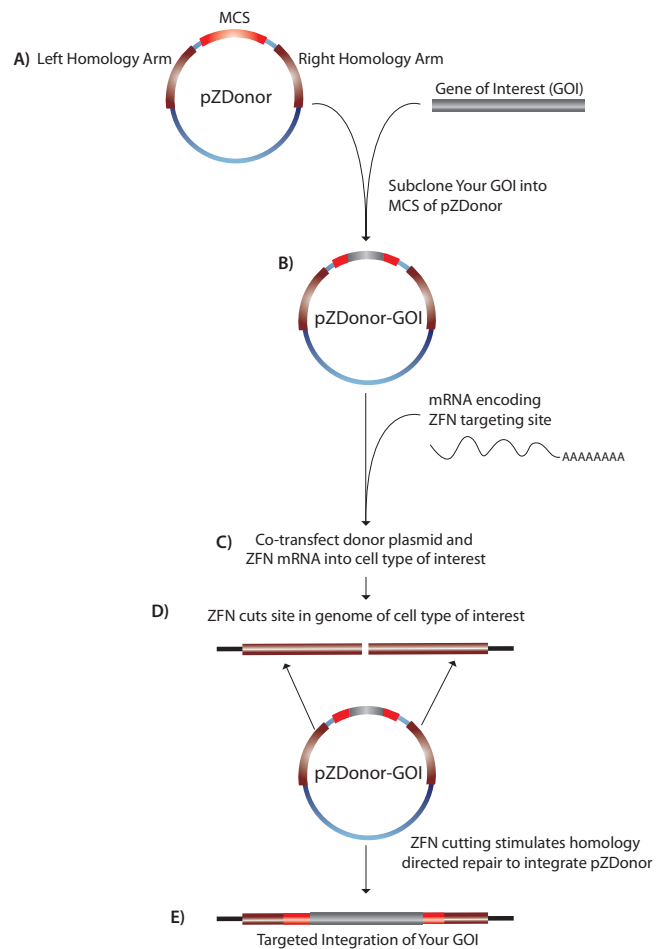 MCS
A) Left Homology Arm
Right Homology Arm
pZDonor
Gene of Interest (GOI)
Subclone Your GOI into
MCS of pZDonor
B)
pZDonor-GOI
mRNA encoding
ZFN targeting site
AAAAAAAA
C) Co-transfect donor plasmid and
ZFN mRNA into cell type of interest
D)
ZFN cuts site in genome of cell type of interest
pZDonor-GOI
ZFN cutting stimulates homology
directed repair to integrate pZDonor
E)
Targeted Integration of Your GOI